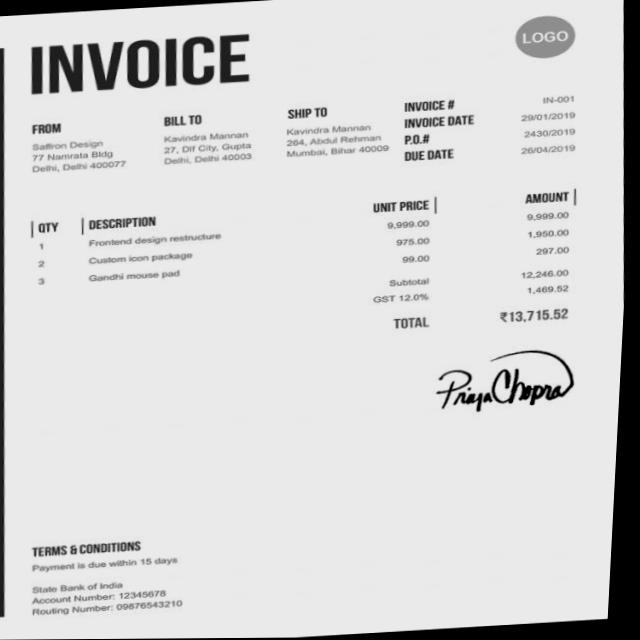 INVOICE
LOGO
FROM
Saffron Design
77 Namrata Bldg
Delhi, Delhi 400077
BILL TO
Kavindra Mannan
27, Dlf City, Gupta
Delhi, Delhi 40003
SHIP TO
Kavindra Mannan
264, Abdul Rehman
Mumbai, Bihar 40009
INVOICE # IN-001
INVOICE DATE 29/01/2019
P.O.# 2430/2019
DUE DATE 26/04/2019
QTY DESCRIPTION UNIT PRICE AMOUNT
1 Frontend design restructure 9,999.00 9,999.00
2 Custom icon package 975.00 1,950.00
3 Gandhi mouse pad 99.00 297.00
Subtotal 12,246.00
GST 12.0% 1,469.52
TOTAL ₹13,715.52
Priya Chopra
TERMS & CONDITIONS
Payment is due within 15 days
State Bank of India
Account Number: 12345678
Routing Number: 09876543210